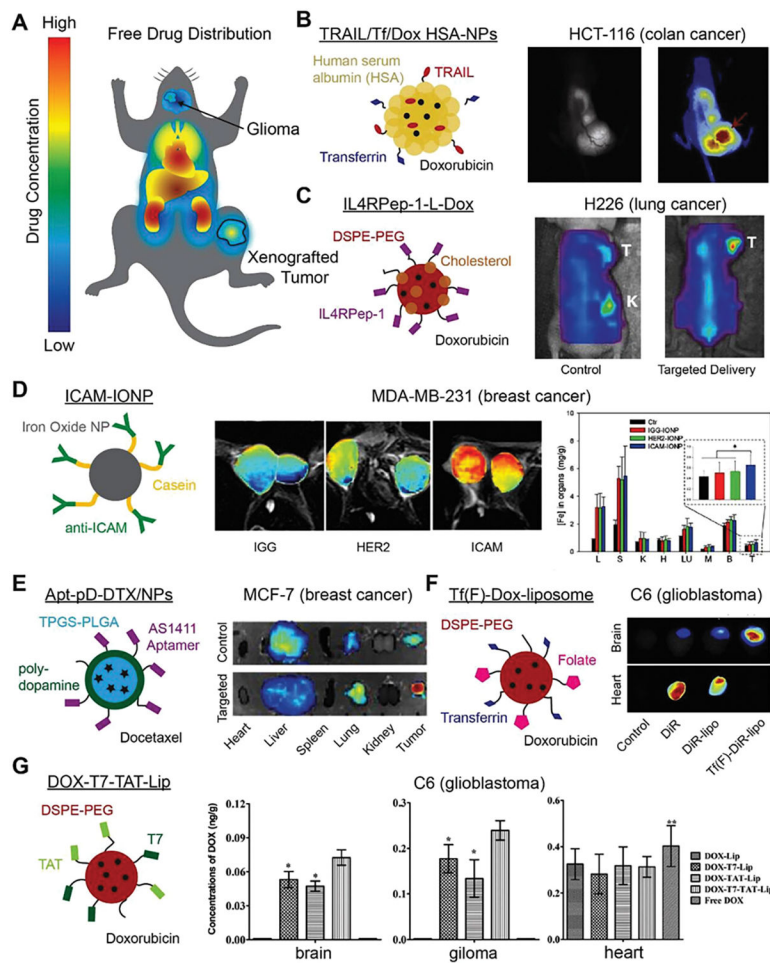 A
High
Drug Concentration
Low
Free Drug Distribution
Glioma
Xenografted
Tumor
B
TRAIL/Tf/Dox HSA-NPs
Human serum
albumin (HSA)
TRAIL
Transferrin
Doxorubicin
HCT-116 (colan cancer)
C
IL4RPep-1-L-Dox
DSPE-PEG
Cholesterol
IL4RPep-1
Doxorubicin
H226 (lung cancer)
T
K
T
Control
Targeted Delivery
D
ICAM-IONP
Iron Oxide NP
Casein
anti-ICAM
MDA-MB-231 (breast cancer)
IGG
HER2
ICAM
[Fe] in organs (mg/g)
10
8
6
4
2
0
Ctr
IGG-IONP
HER2-IONP
ICAM-IONP
*
L S K H LU M B T
E
Apt-pD-DTX/NPs
TPGS-PLGA
AS1411
Aptamer
poly-
dopamine
Docetaxel
MCF-7 (breast cancer)
Control
Targeted
Heart
Liver
Spleen
Lung
Kidney
Tumor
F
Tf(F)-Dox-liposome
DSPE-PEG
Folate
Transferrin
Doxorubicin
C6 (glioblastoma)
Brain
Heart
Control
DiR
DiR-lipo
Tf(F)-DiR-lipo
G
DOX-T7-TAT-Lip
DSPE-PEG
T7
TAT
Doxorubicin
C6 (glioblastoma)
Concentrations of DOX (ng/g)
0.12
0.09
0.06
0.03
0.00
* *
brain
0.3
0.2
0.1
0.0
* *
giloma
0.6
0.4
0.2
0.0
**
heart
DOX-Lip
DOX-T7-Lip
DOX-TAT-Lip
DOX-T7-TAT-Lip
Free DOX